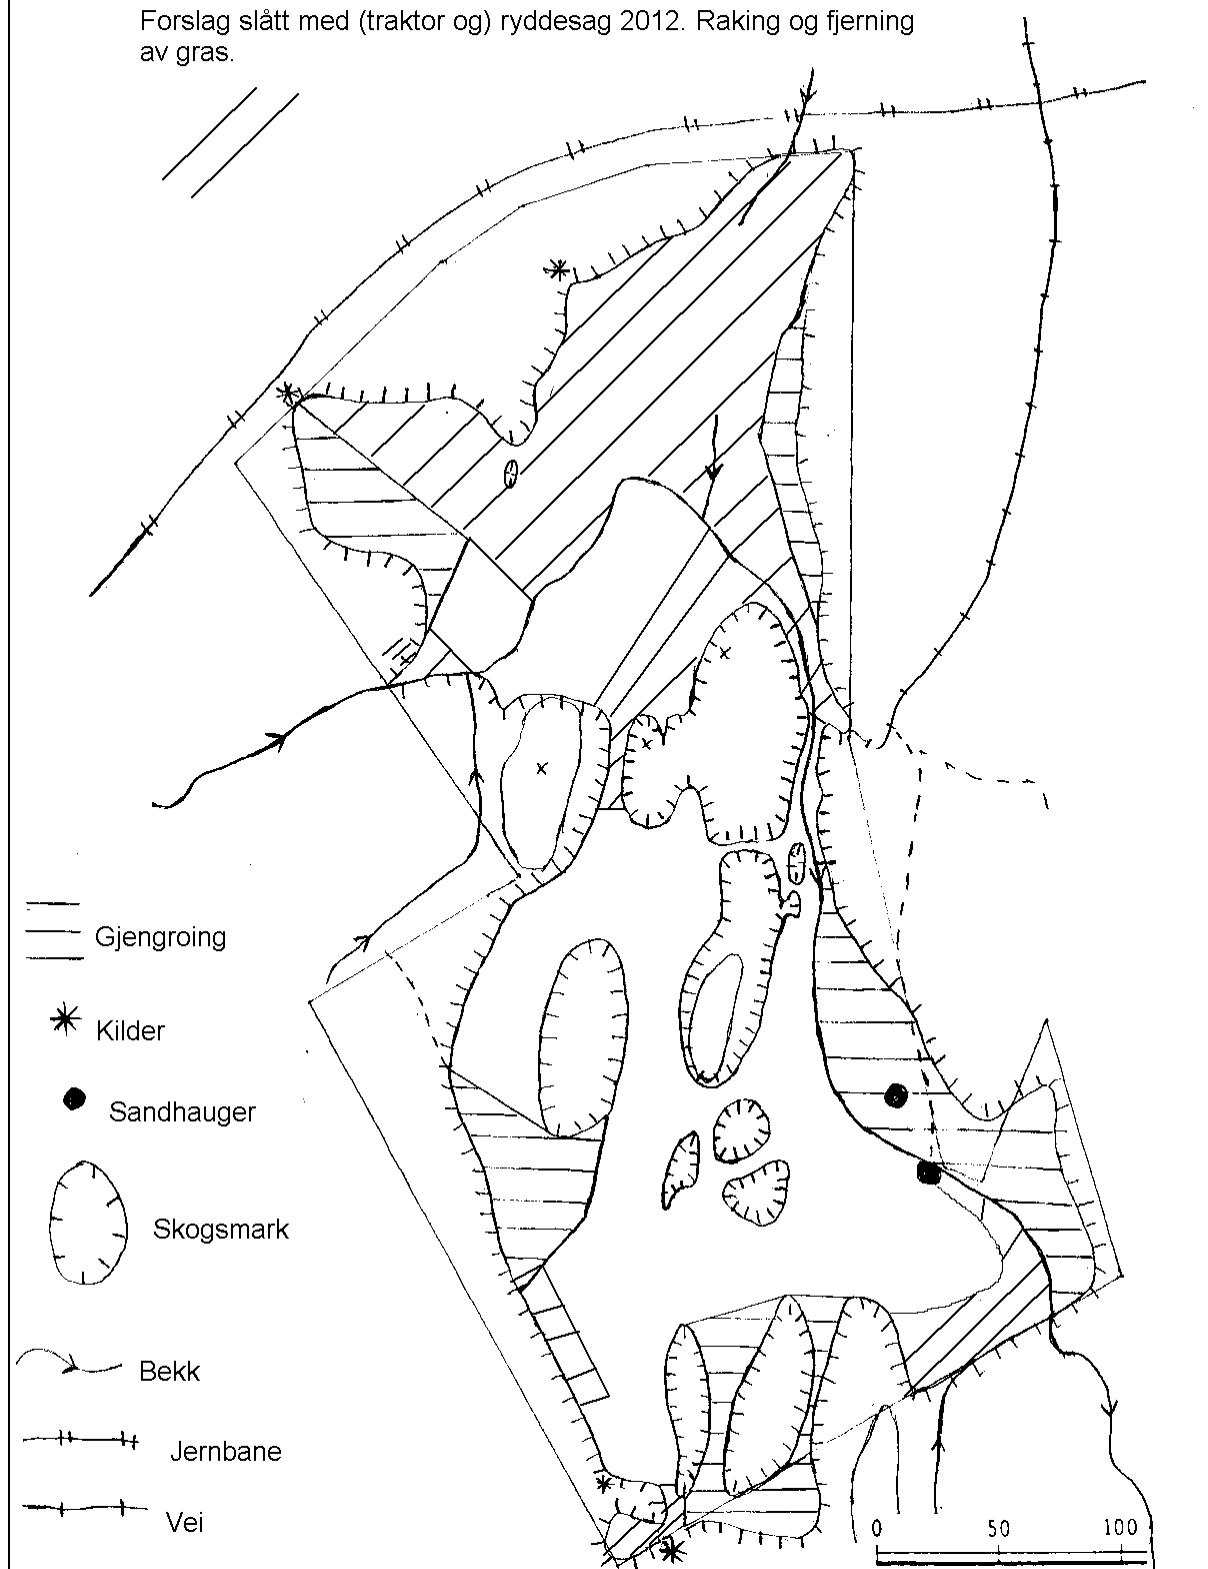 Forslag slått med (traktor og) ryddesag 2012. Raking og fjerning
av gras.
Gjengroing
Kilder
Sandhauger
Skogsmark
Bekk
Jernbane
Vei
0 50 100